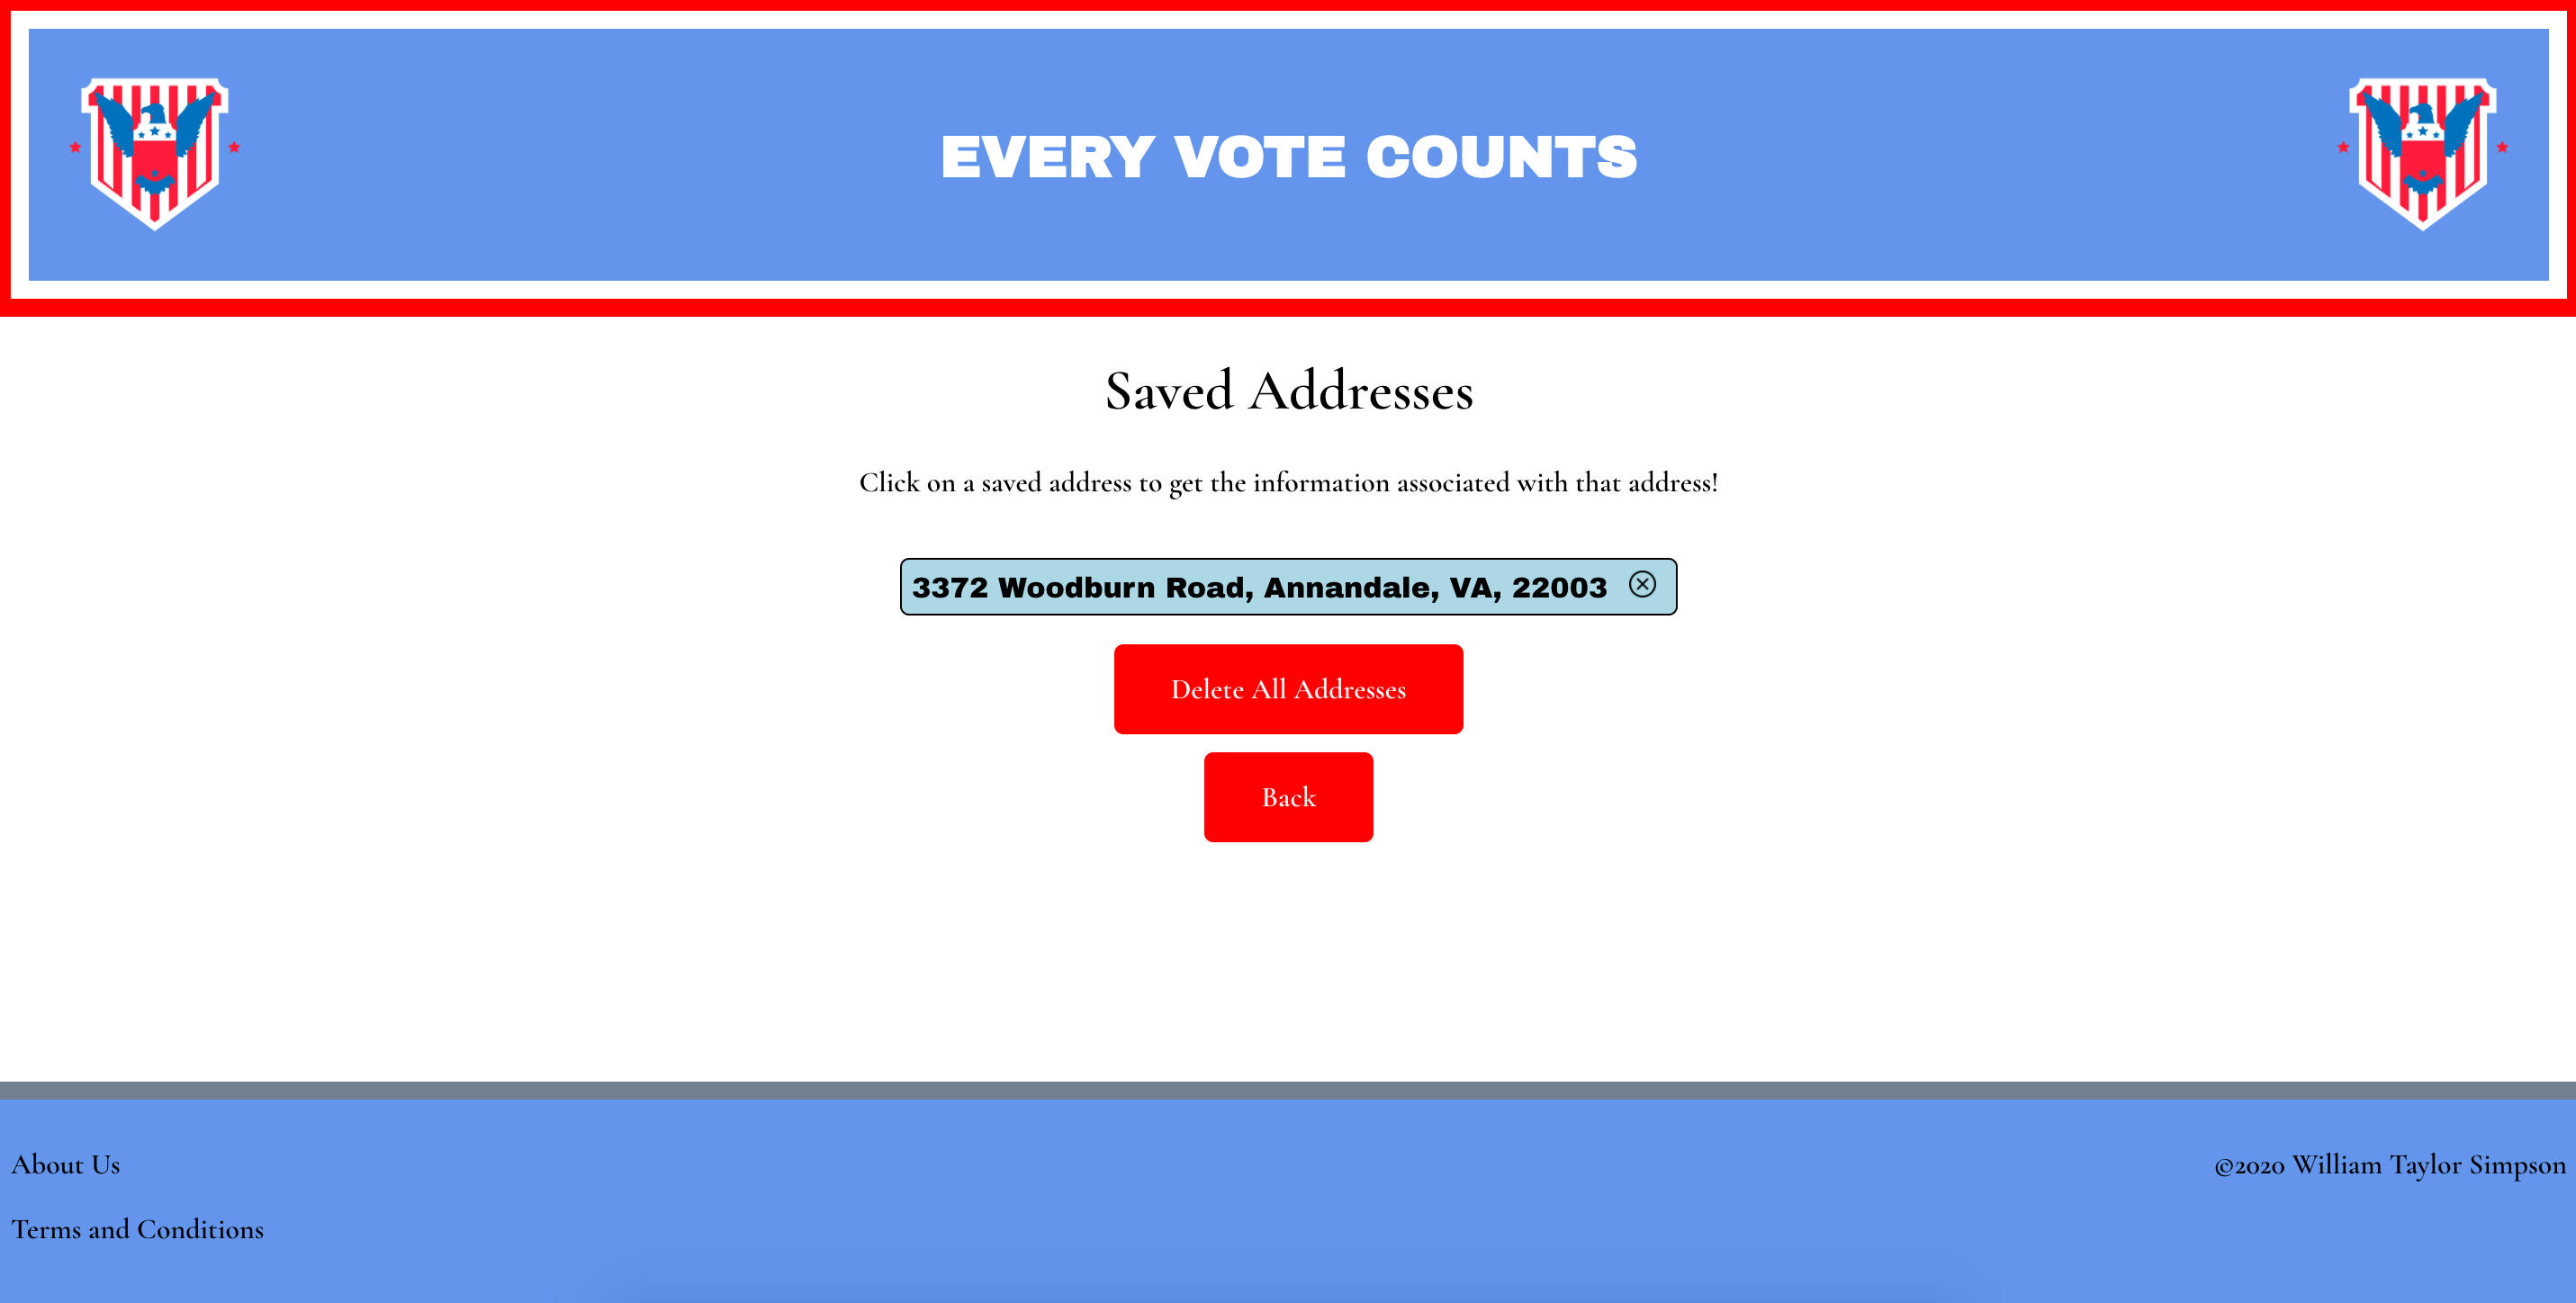 EVERY VOTE COUNTS
Saved Addresses
Click on a saved address to get the information associated with that address!
3372 Woodburn Road, Annandale, VA, 22003
Delete All Addresses
Back
About Us
©2020 William Taylor Simpson
Terms and Conditions